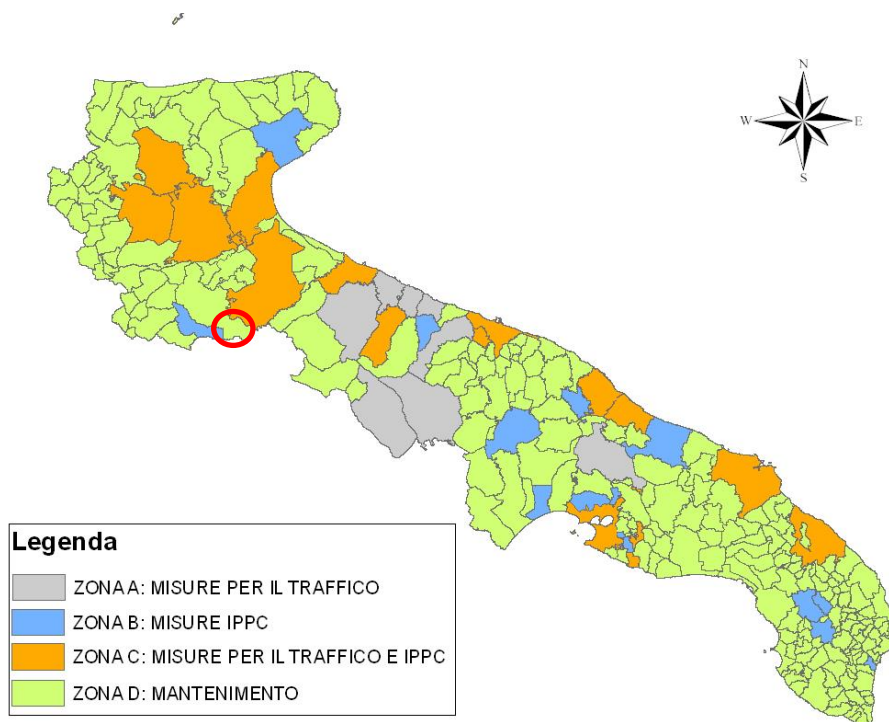 N
W
E
S
Legenda
ZONA A: MISURE PER IL TRAFFICO
ZONA B: MISURE IPPC
ZONA C: MISURE PER IL TRAFFICO E IPPC
ZONA D: MANTENIMENTO